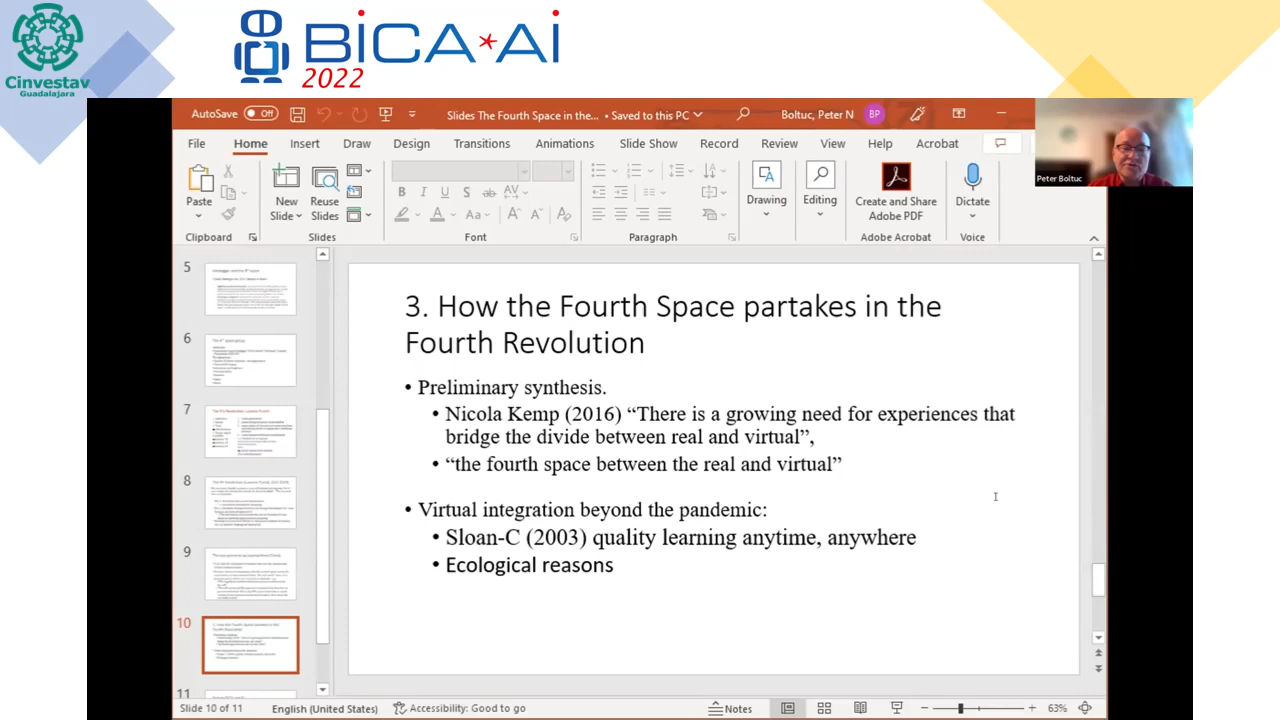 Cinvestav
Guadalajara
BiCA*Ai
2022
AutoSave Off
Slides The Fourth Space in the... • Saved to this PC
Boltuc, Peter N
BP
Peter Boltuc
File Home Insert Draw Design Transitions Animations Slide Show Record Review View Help Acrobat
Paste
New
Slide
Reuse
Slides
Drawing
Editing
Create and Share
Adobe PDF
Dictate
Clipboard
Slides
Font
Paragraph
Adobe Acrobat
Voice
5
6
7
8
9
10
11
3. How the Fourth Space partakes in the
Fourth Revolution
• Preliminary synthesis.
• Nicola Kemp (2016) “There is a growing need for experiences that
bridge the divide between real and virtual”,
• “the fourth space between the real and virtual”
• Virtual integration beyond the pandemic:
• Sloan-C (2003) quality learning anytime, anywhere
• Ecological reasons
Slide 10 of 11 English (United States) Accessibility: Good to go Notes 63%